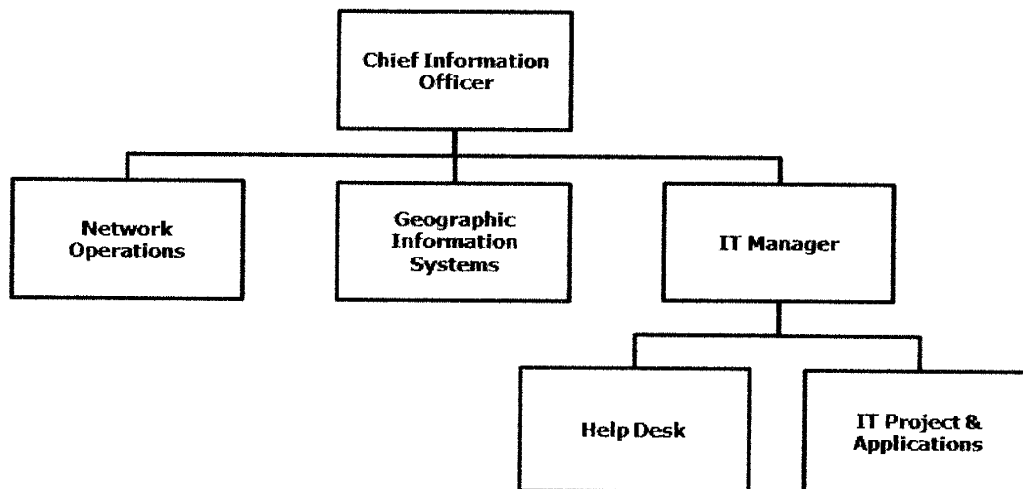 Chief Information
Officer
Network
Operations
Geographic
Information
Systems
IT Manager
Help Desk
IT Project &
Applications